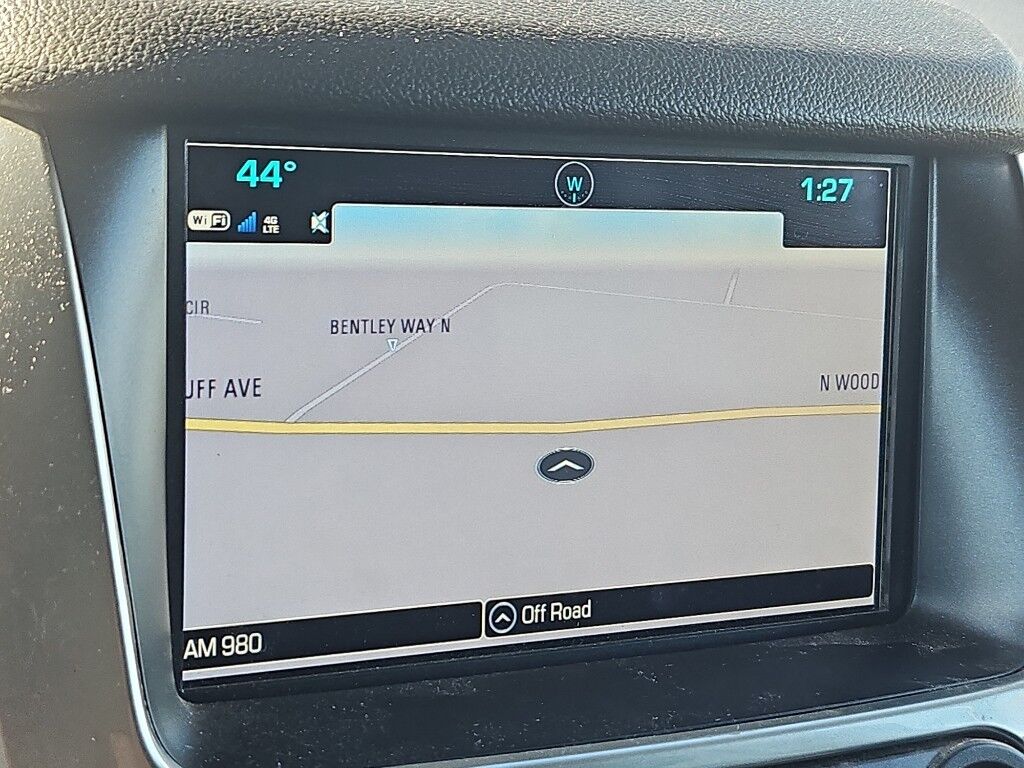 44°
W
1:27
WiFi
4G
LTE
CIR
BENTLEY WAY N
UFF AVE
N WOOD
Off Road
AM 980